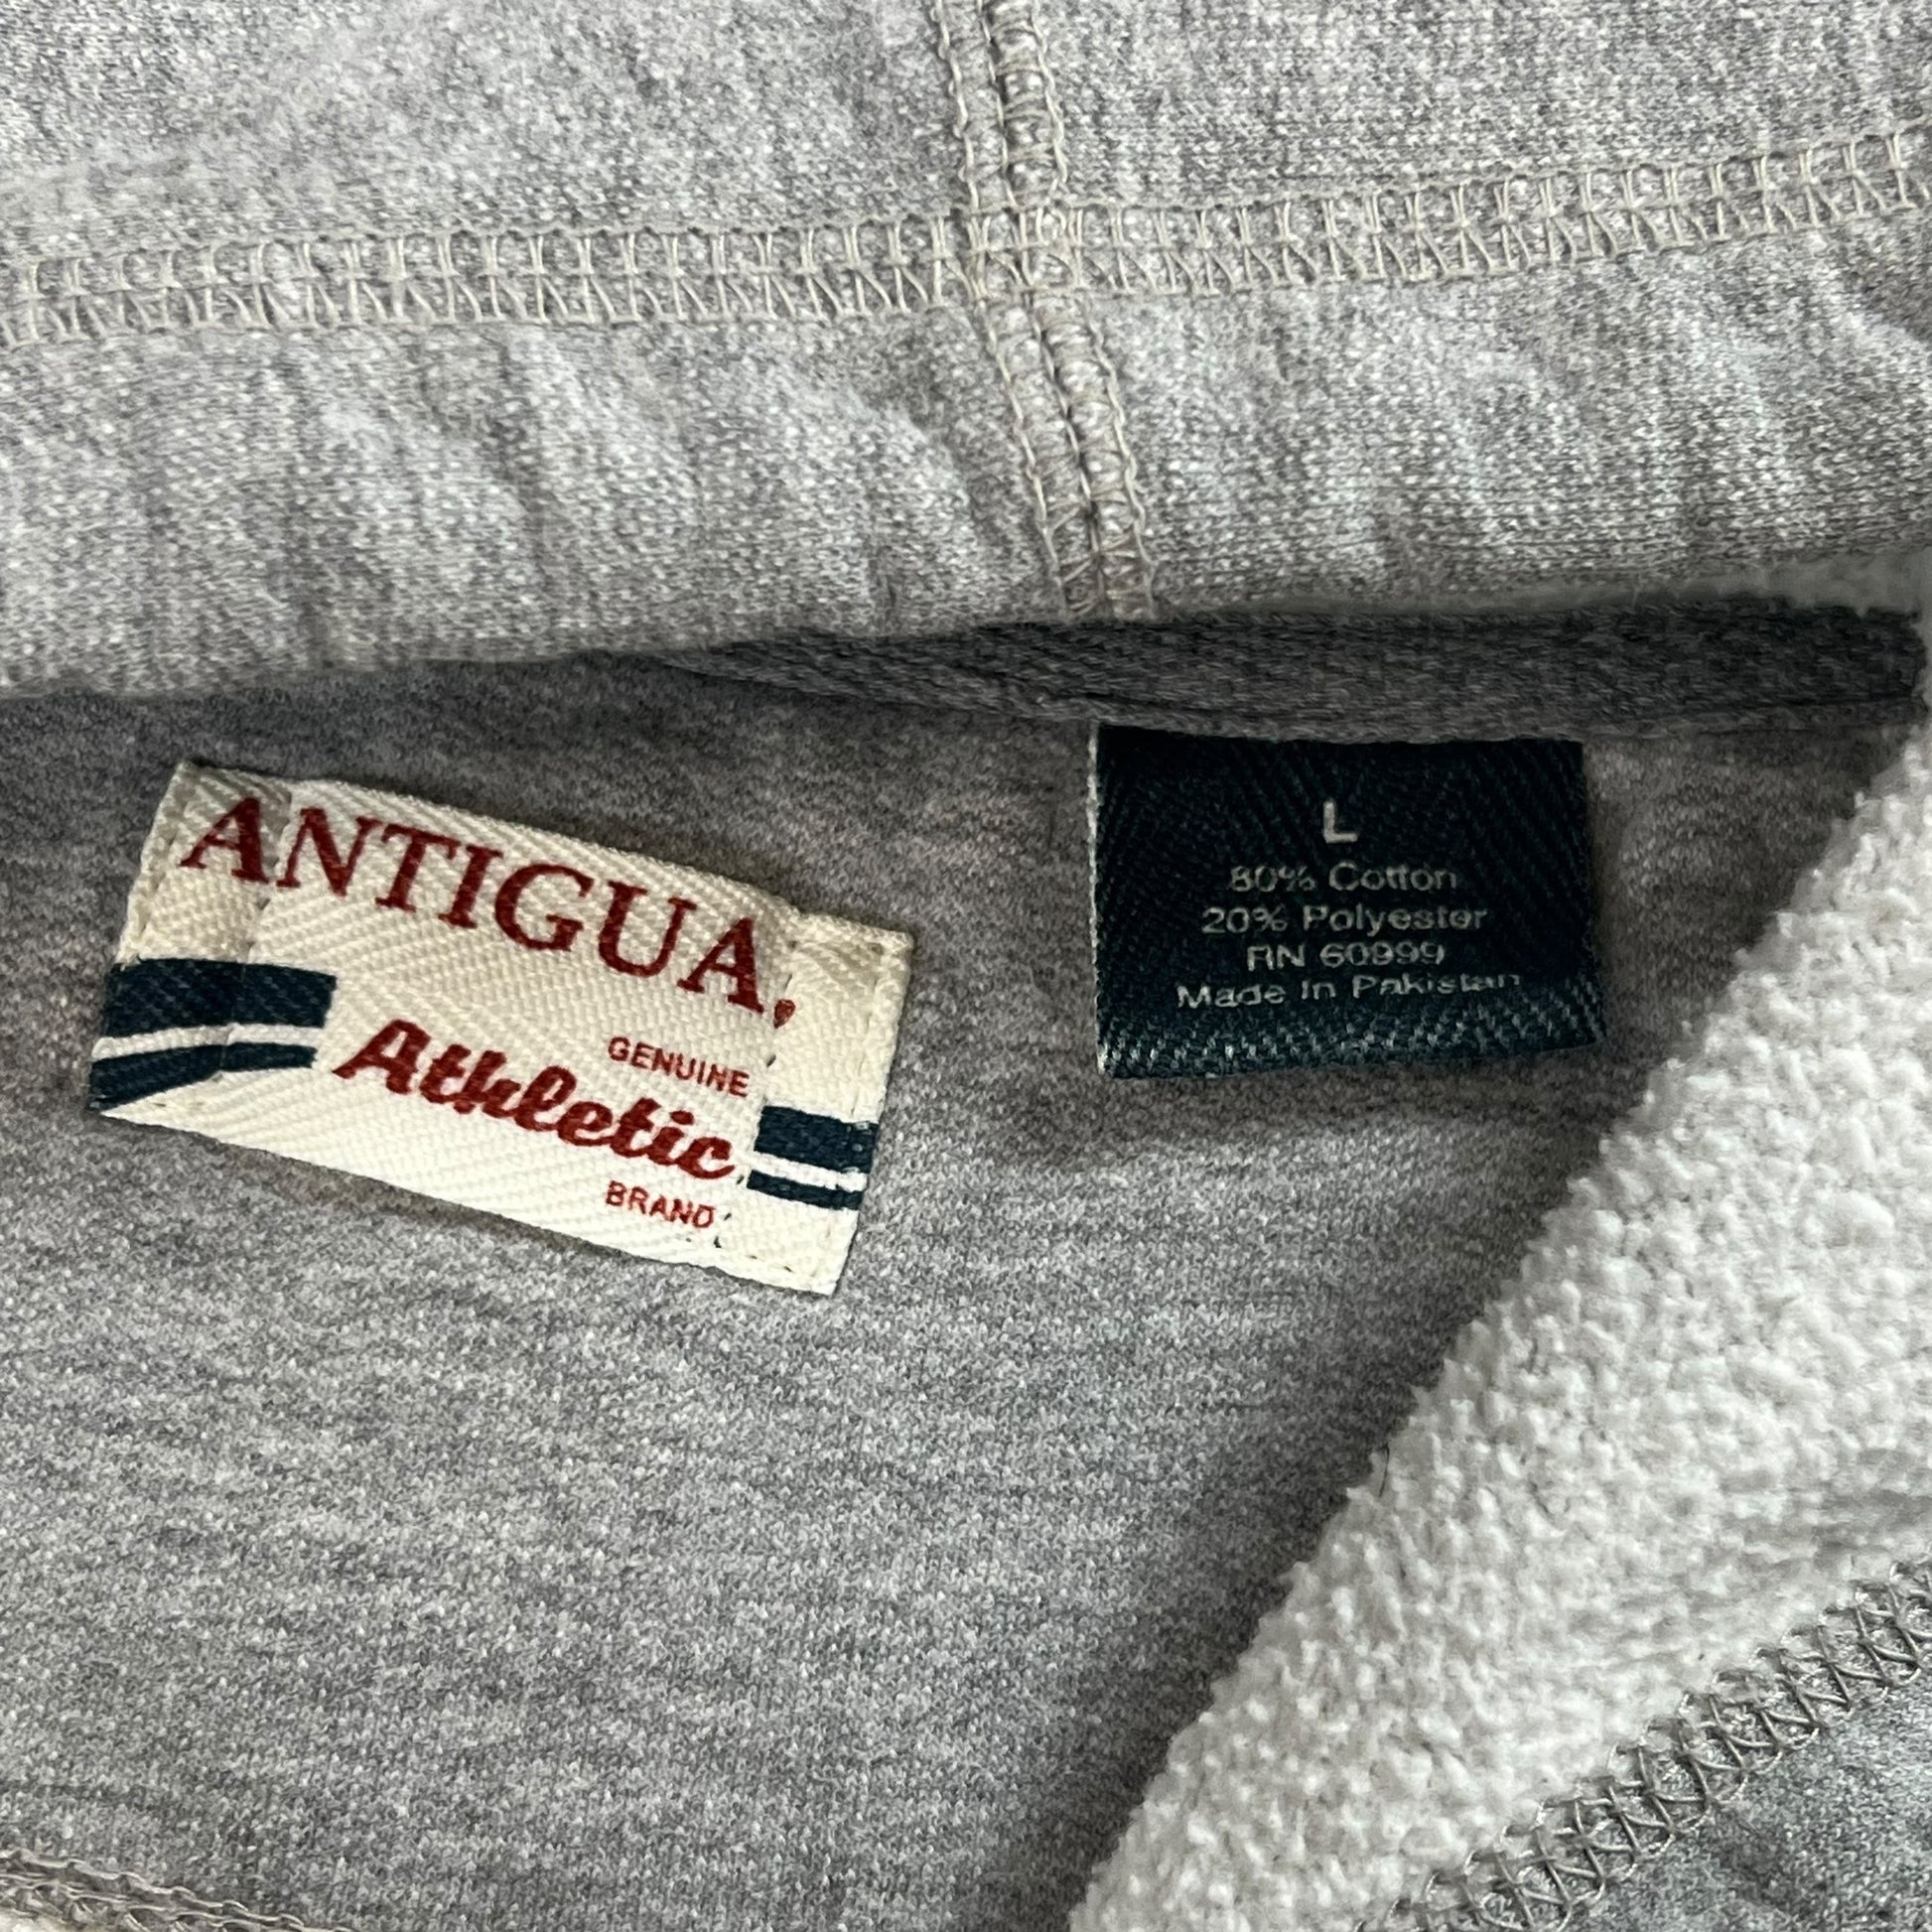 ANTIGUA,
GENUINE
Athletic
BRAND
L
80% Cotton
20% Polyester
RN 60999
Made In Pakistan